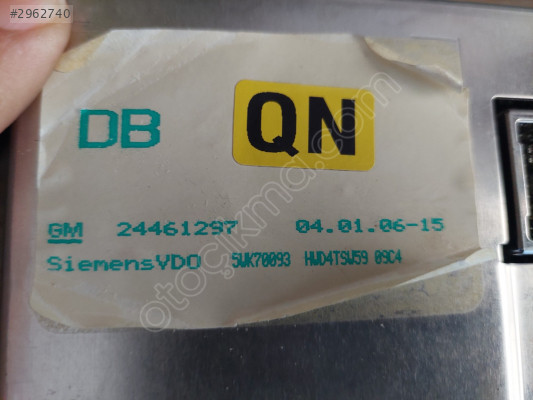 #2962740
DB QN
GM 24461297 04.01.06-15
SiemensVDO 5WK70093 HWD4TSW59 09C4
otoçıkma.com